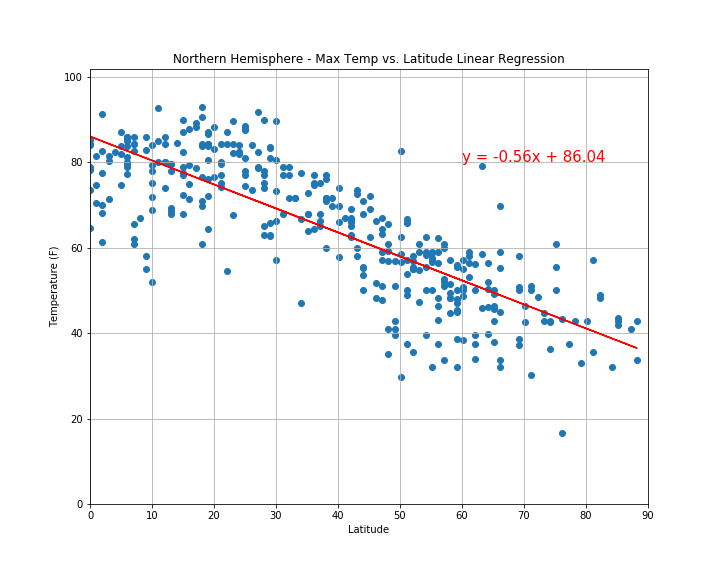 Northern Hemisphere - Max Temp vs. Latitude Linear Regression
100
80
60
40
20
0
Temperature (F)
y = -0.56x + 86.04
0 10 20 30 40 50 60 70 80 90
Latitude